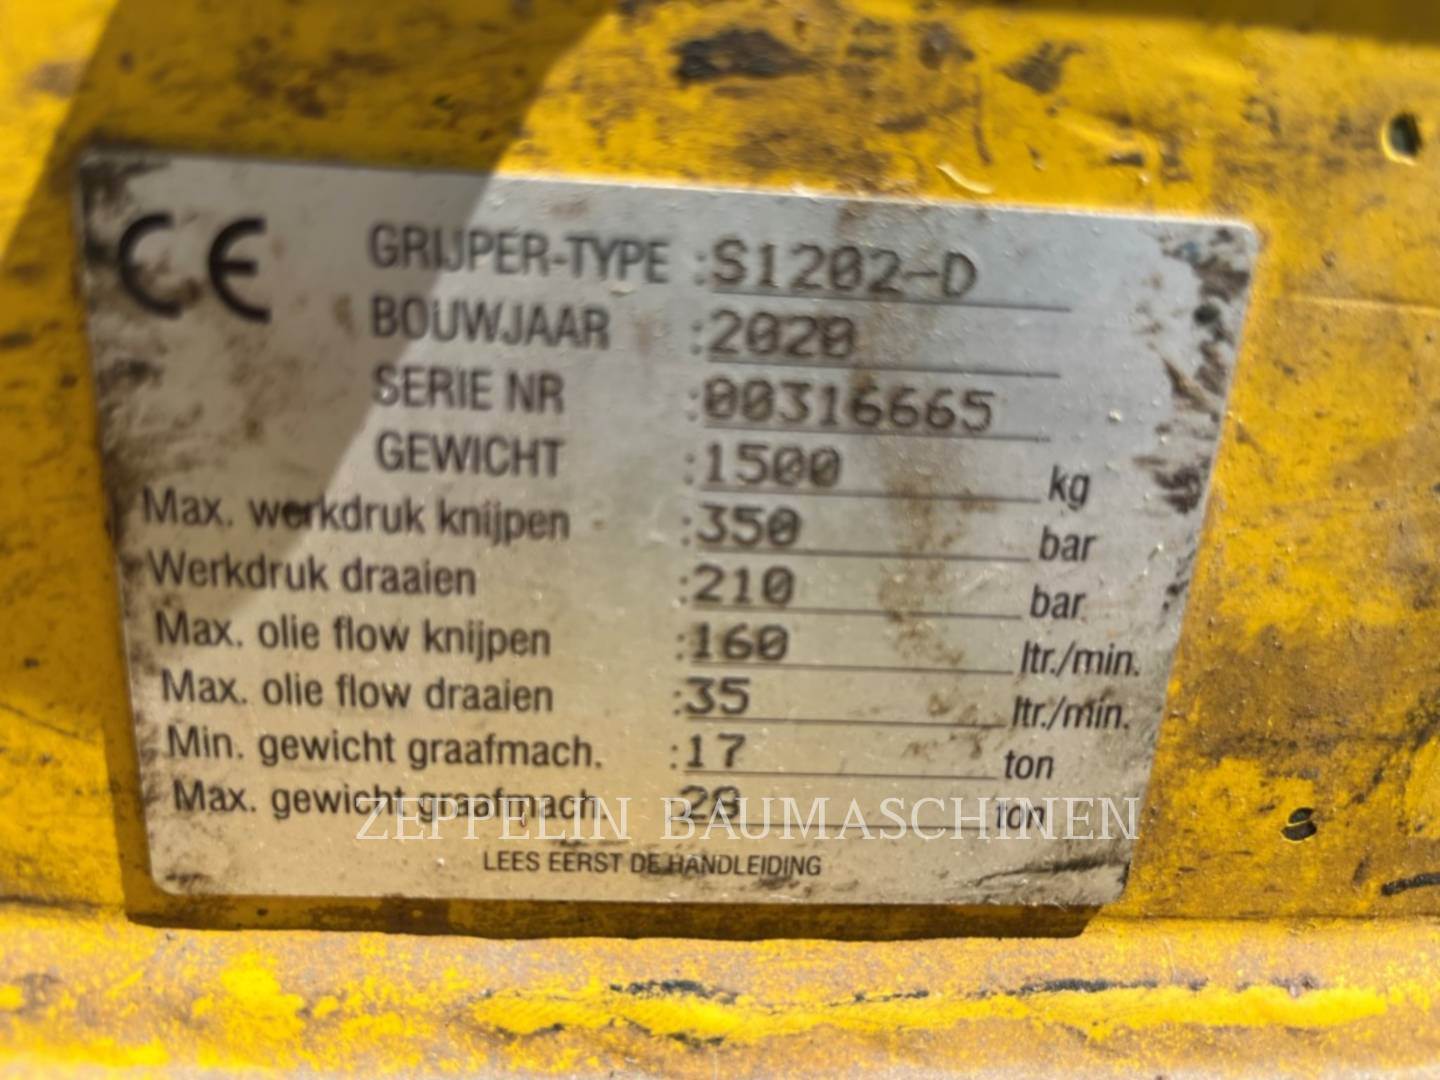 CE GRIJPER-TYPE :S1202-D
BOUWJAAR :2020
SERIE NR :00316665
GEWICHT :1500 kg
Max. werkdruk knijpen :350 bar
Werkdruk draaien :210 bar
Max. olie flow knijpen :160 ltr./min.
Max. olie flow draaien :35 ltr./min.
Min. gewicht graafmach. :17 ton
Max. gewicht graafmach. :20 ton
ZEPPELIN BAUMASCHINEN
LEES EERST DE HANDLEIDING